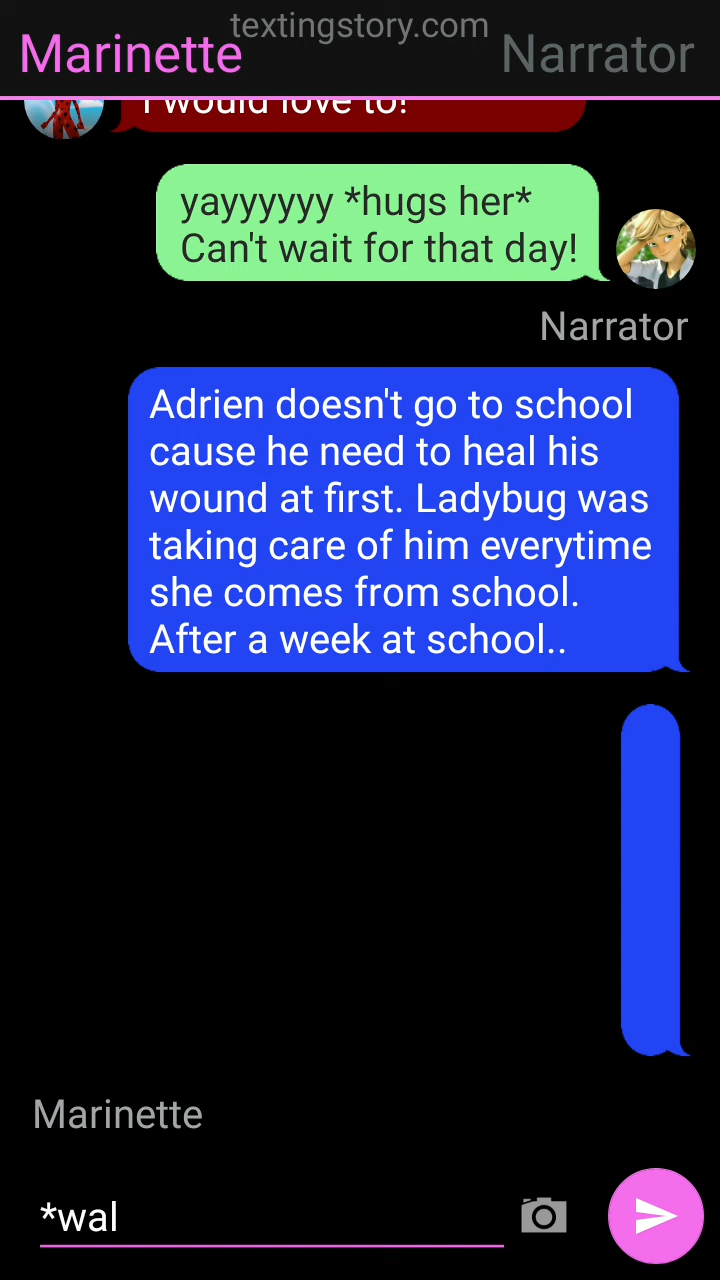 textingstory.com
Marinette
Narrator
I would love to!
yayyyyyy *hugs her*
Can't wait for that day!
Narrator
Adrien doesn't go to school
cause he need to heal his
wound at first. Ladybug was
taking care of him everytime
she comes from school.
After a week at school..
Marinette
*wal